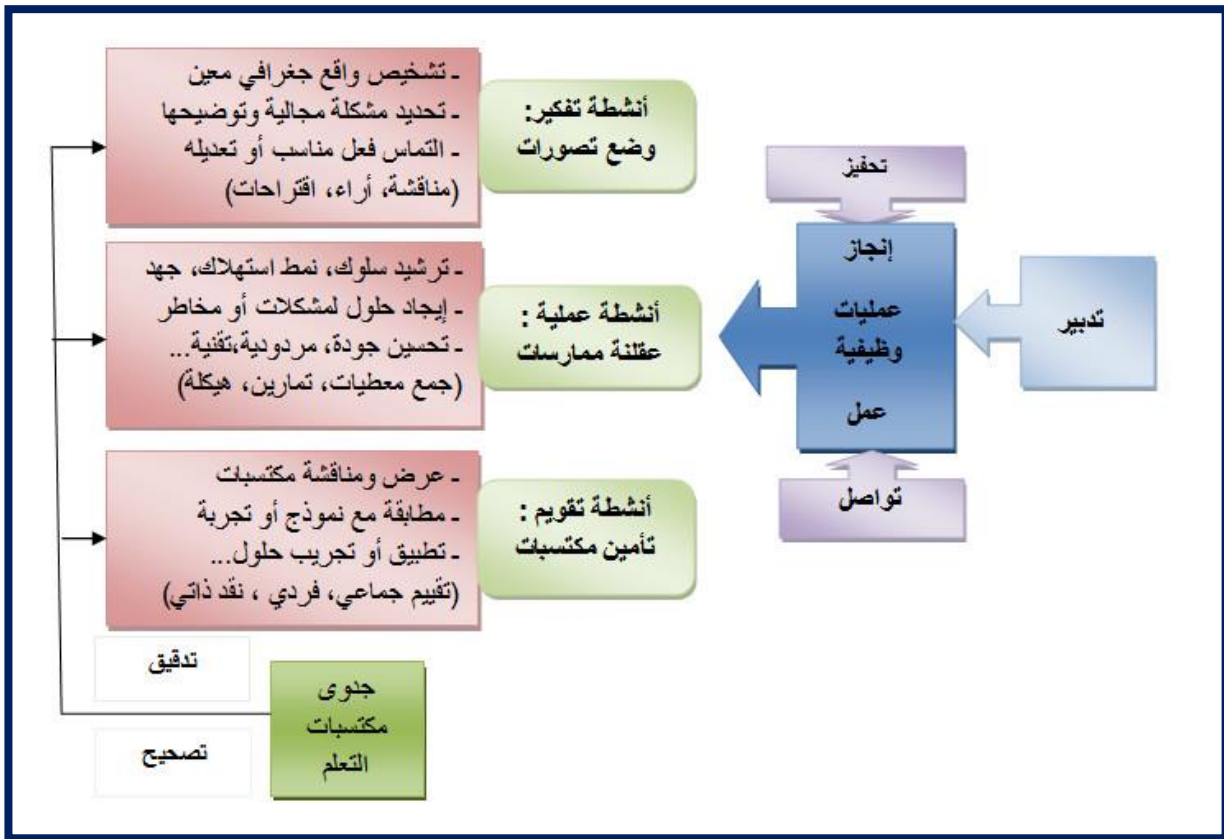 تدبير
تحفيز
إنجاز
عمليات
وظيفية
عمل
تواصل
أنشطة تفكير:
وضع تصورات
ـ تشخيص واقع جغرافي معين
ـ تحديد مشكلة مجالية وتوضيحها
ـ التماس فعل مناسب أو تعديله
(مناقشة، أراء، اقتراحات)
أنشطة عملية :
عقلنة ممارسات
ـ ترشيد سلوك، نمط استهلاك، جهد
ـ إيجاد حلول لمشكلات أو مخاطر
ـ تحسين جودة، مردودية،تقنية...
(جمع معطيات، تمارين، هيكلة)
أنشطة تقويم :
تأمين مكتسبات
ـ عرض ومناقشة مكتسبات
ـ مطابقة مع نموذج أو تجربة
ـ تطبيق أو تجريب حلول...
(تقييم جماعي، فردي ، نقد ذاتي)
جدوى
مكتسبات
التعلم
تدقيق
تصحيح